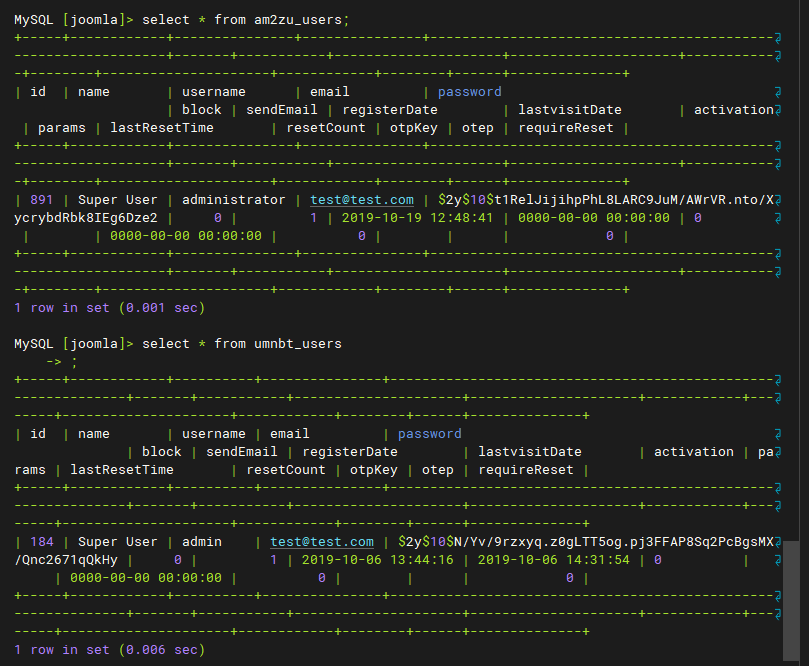 MySQL [joomla]> select * from am2zu_users;
+-----+------------+---------------+---------------+--------------------------------------------
------------------+-------+-----------+---------------------+---------------------+-----------
-+--------+---------------------+------------+--------+------+--------------+
| id  | name       | username      | email         | password
                   | block | sendEmail | registerDate        | lastvisitDate       | activation
 | params | lastResetTime       | resetCount | otpKey | otep | requireReset |
+-----+------------+---------------+---------------+--------------------------------------------
------------------+-------+-----------+---------------------+---------------------+-----------
-+--------+---------------------+------------+--------+------+--------------+
| 891 | Super User | administrator | test@test.com | $2y$10$t1RelJijihpPhL8LARC9JuM/AWrVR.nto/X
ycrybdRbk8IEg6Dze2 |     0 |         1 | 2019-10-19 12:48:41 | 0000-00-00 00:00:00 | 0
 |        | 0000-00-00 00:00:00 |          0 |        |      |            0 |
+-----+------------+---------------+---------------+--------------------------------------------
------------------+-------+-----------+---------------------+---------------------+-----------
-+--------+---------------------+------------+--------+------+--------------+
1 row in set (0.001 sec)
MySQL [joomla]> select * from umnbt_users
    -> ;
+-----+------------+----------+---------------+-------------------------------------------------
--------------+-------+-----------+---------------------+---------------------+------------+---
-----+---------------------+------------+--------+------+--------------+
| id  | name       | username | email         | password
              | block | sendEmail | registerDate        | lastvisitDate       | activation | pa
rams | lastResetTime       | resetCount | otpKey | otep | requireReset |
+-----+------------+----------+---------------+-------------------------------------------------
--------------+-------+-----------+---------------------+---------------------+------------+---
-----+---------------------+------------+--------+------+--------------+
| 184 | Super User | admin    | test@test.com | $2y$10$N/Yv/9rzxyq.z0gLTT5og.pj3FFAP8Sq2PcBgsMX
/Qnc2671qQkHy |     0 |         1 | 2019-10-06 13:44:16 | 2019-10-06 14:31:54 | 0          |
     | 0000-00-00 00:00:00 |          0 |        |      |            0 |
+-----+------------+----------+---------------+-------------------------------------------------
--------------+-------+-----------+---------------------+---------------------+------------+---
-----+---------------------+------------+--------+------+--------------+
1 row in set (0.006 sec)